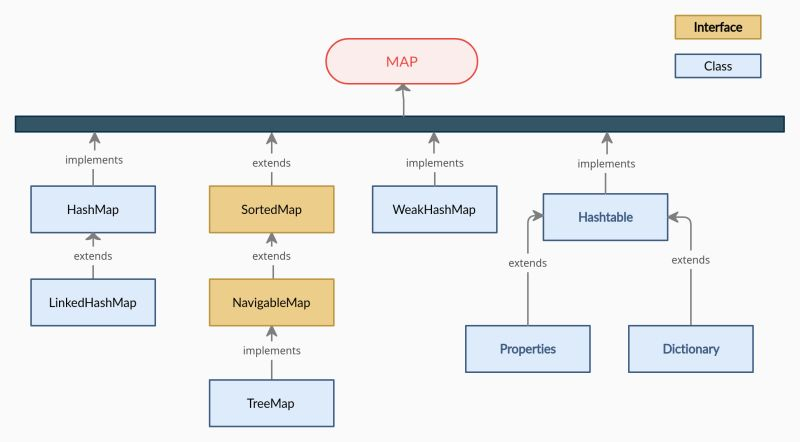 Interface
MAP
Class
implements
extends
implements
implements
HashMap
SortedMap
WeakHashMap
Hashtable
extends
extends
extends
extends
LinkedHashMap
NavigableMap
implements
Properties
Dictionary
TreeMap